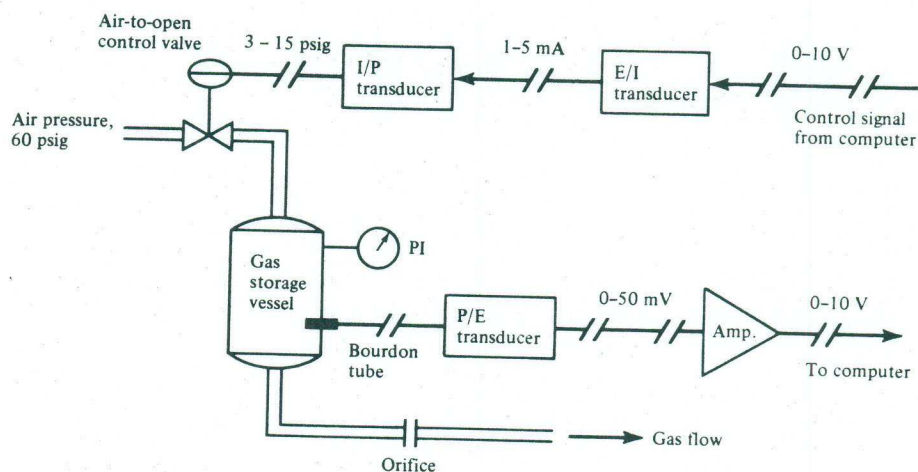 Air-to-open
control valve
3 – 15 psig
I/P
transducer
1–5 mA
E/I
transducer
0–10 V
Control signal
from computer
Air pressure,
60 psig
PI
Gas
storage
vessel
Bourdon
tube
P/E
transducer
0–50 mV
Amp.
0–10 V
To computer
Orifice
Gas flow